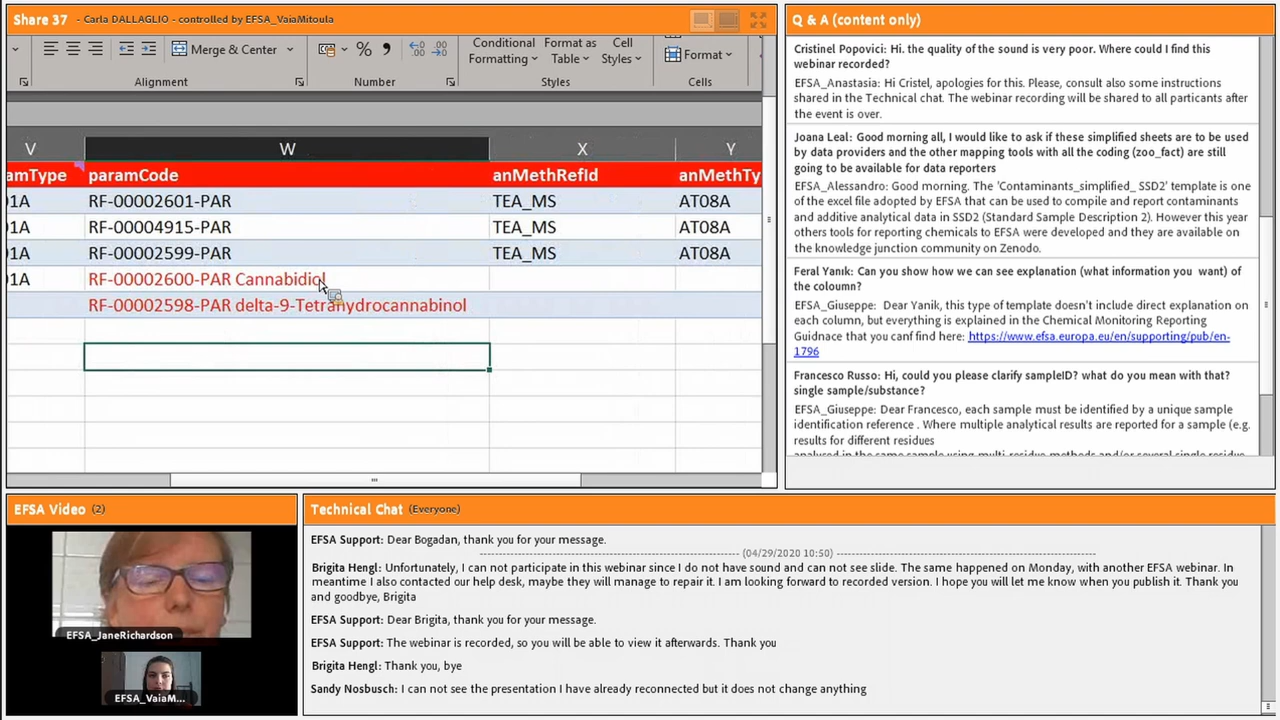 Share 37 - Carla DALLAGLIO - controlled by EFSA_VaiaMitoula
Merge & Center
%
Conditional Formatting
Format as Table
Cell Styles
Format
Alignment
Number
Styles
Cells
V W X Y
amType paramCode anMethRefId anMethTy
01A RF-00002601-PAR TEA_MS AT08A
01A RF-00004915-PAR TEA_MS AT08A
01A RF-00002599-PAR TEA_MS AT08A
01A RF-00002600-PAR Cannabidiol
RF-00002598-PAR delta-9-Tetrahydrocannabinol
Q & A (content only)
Cristinel Popovici: Hi. the quality of the sound is very poor. Where could I find this
webinar recorded?
EFSA_Anastasia: Hi Cristel, apologies for this. Please, consult also some instructions
shared in the Technical chat. The webinar recording will be shared to all particants after
the event is over.
Joana Leal: Good morning all, I would like to ask if these simplified sheets are to be used
by data providers and the other mapping tools with all the coding (zoo_fact) are still
going to be available for data reporters
EFSA_Alessandro: Good morning. The 'Contaminants_simplified_ SSD2' template is one
of the excel file adopted by EFSA that can be used to compile and report contaminants
and additive analytical data in SSD2 (Standard Sample Description 2). However this year
others tools for reporting chemicals to EFSA were developed and they are available on
the knowledge junction community on Zenodo.
Feral Yanık: Can you show how we can see explanation (what information you want) of
the coloumn?
EFSA_Giuseppe: Dear Yanik, this type of template doesn't include direct explanation on
each column, but everything is explained in the Chemical Monitoring Reporting
Guidnace that you canf find here: https://www.efsa.europa.eu/en/supporting/pub/en-
1796
Francesco Russo: Hi, could you please clarify sampleID? what do you mean with that?
single sample/substance?
EFSA_Giuseppe: Dear Francesco, each sample must be identified by a unique sample
identification reference . Where multiple analytical results are reported for a sample (e.g.
results for different residues
analysed in the same sample using multi-residue methods and/or several single residue
EFSA Video (2)
EFSA_JaneRichardson
EFSA_VaiaM...
Technical Chat (Everyone)
EFSA Support: Dear Bogadan, thank you for your message.
(04/29/2020 10:50)
Brigita Hengl: Unfortunately, I can not participate in this webinar since I do not have sound and can not see slide. The same happened on Monday, with another EFSA webinar. In
meantime I also contacted our help desk, maybe they will manage to repair it. I am looking forward to recorded version. I hope you will let me know when you publish it. Thank you
and goodbye, Brigita
EFSA Support: Dear Brigita, thank you for your message.
EFSA Support: The webinar is recorded, so you will be able to view it afterwards. Thank you
Brigita Hengl: Thank you, bye
Sandy Nosbusch: I can not see the presentation I have already reconnected but it does not change anything